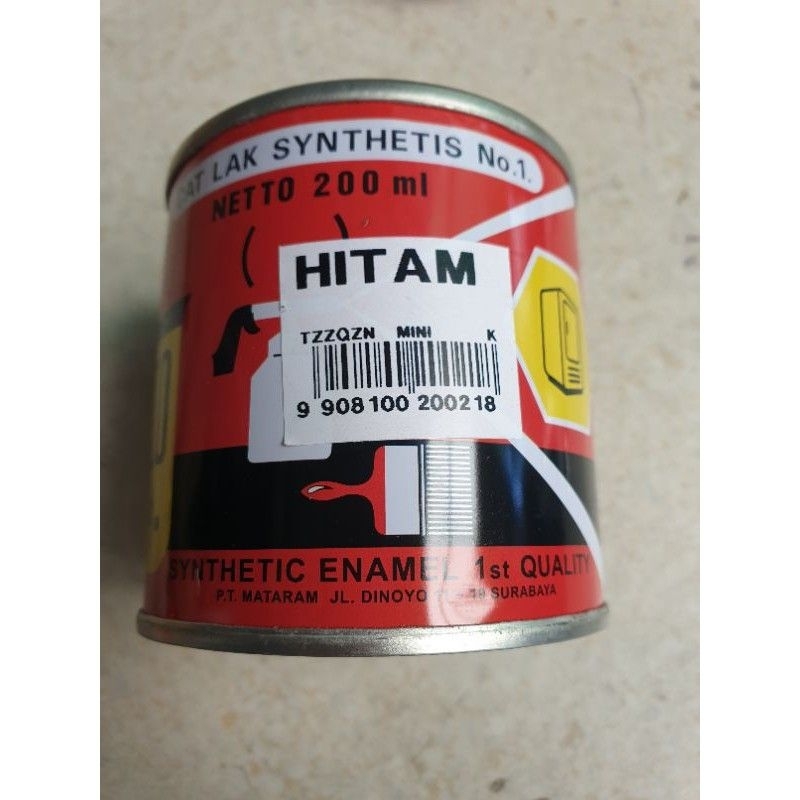 CAT LAK SYNTHETIS No.1.
NETTO 200 ml
HITAM
TZZQZN MINI K
9 908100 200218
SYNTHETIC ENAMEL 1st QUALITY
P.T. MATARAM JL. DINOYO SURABAYA